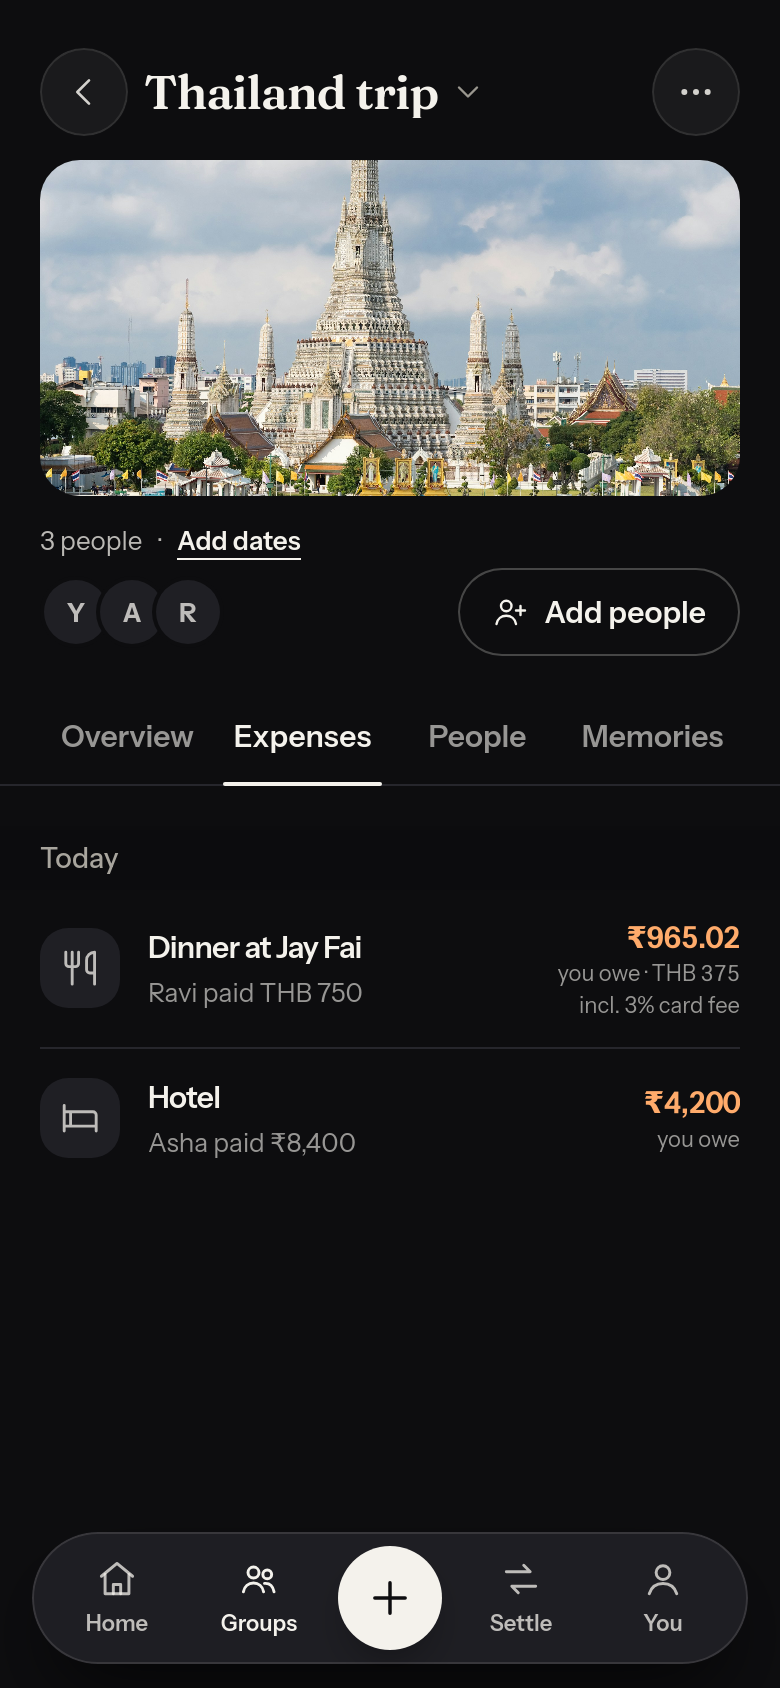 Thailand trip
3 people · Add dates
Y A R
Add people
Overview Expenses People Memories
Today
Dinner at Jay Fai
Ravi paid THB 750
₹965.02
you owe · THB 375
incl. 3% card fee
Hotel
Asha paid ₹8,400
₹4,200
you owe
Home Groups Settle You